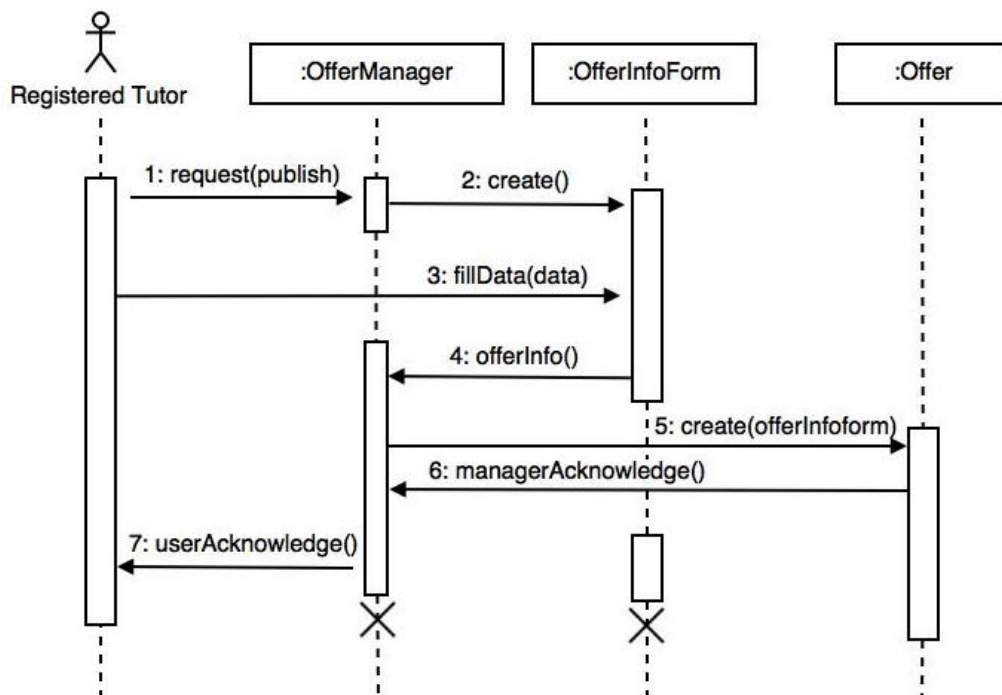 Registered Tutor
:OfferManager
:OfferInfoForm
:Offer
1: request(publish)
2: create()
3: fillData(data)
4: offerInfo()
5: create(offerInfoform)
6: managerAcknowledge()
7: userAcknowledge()